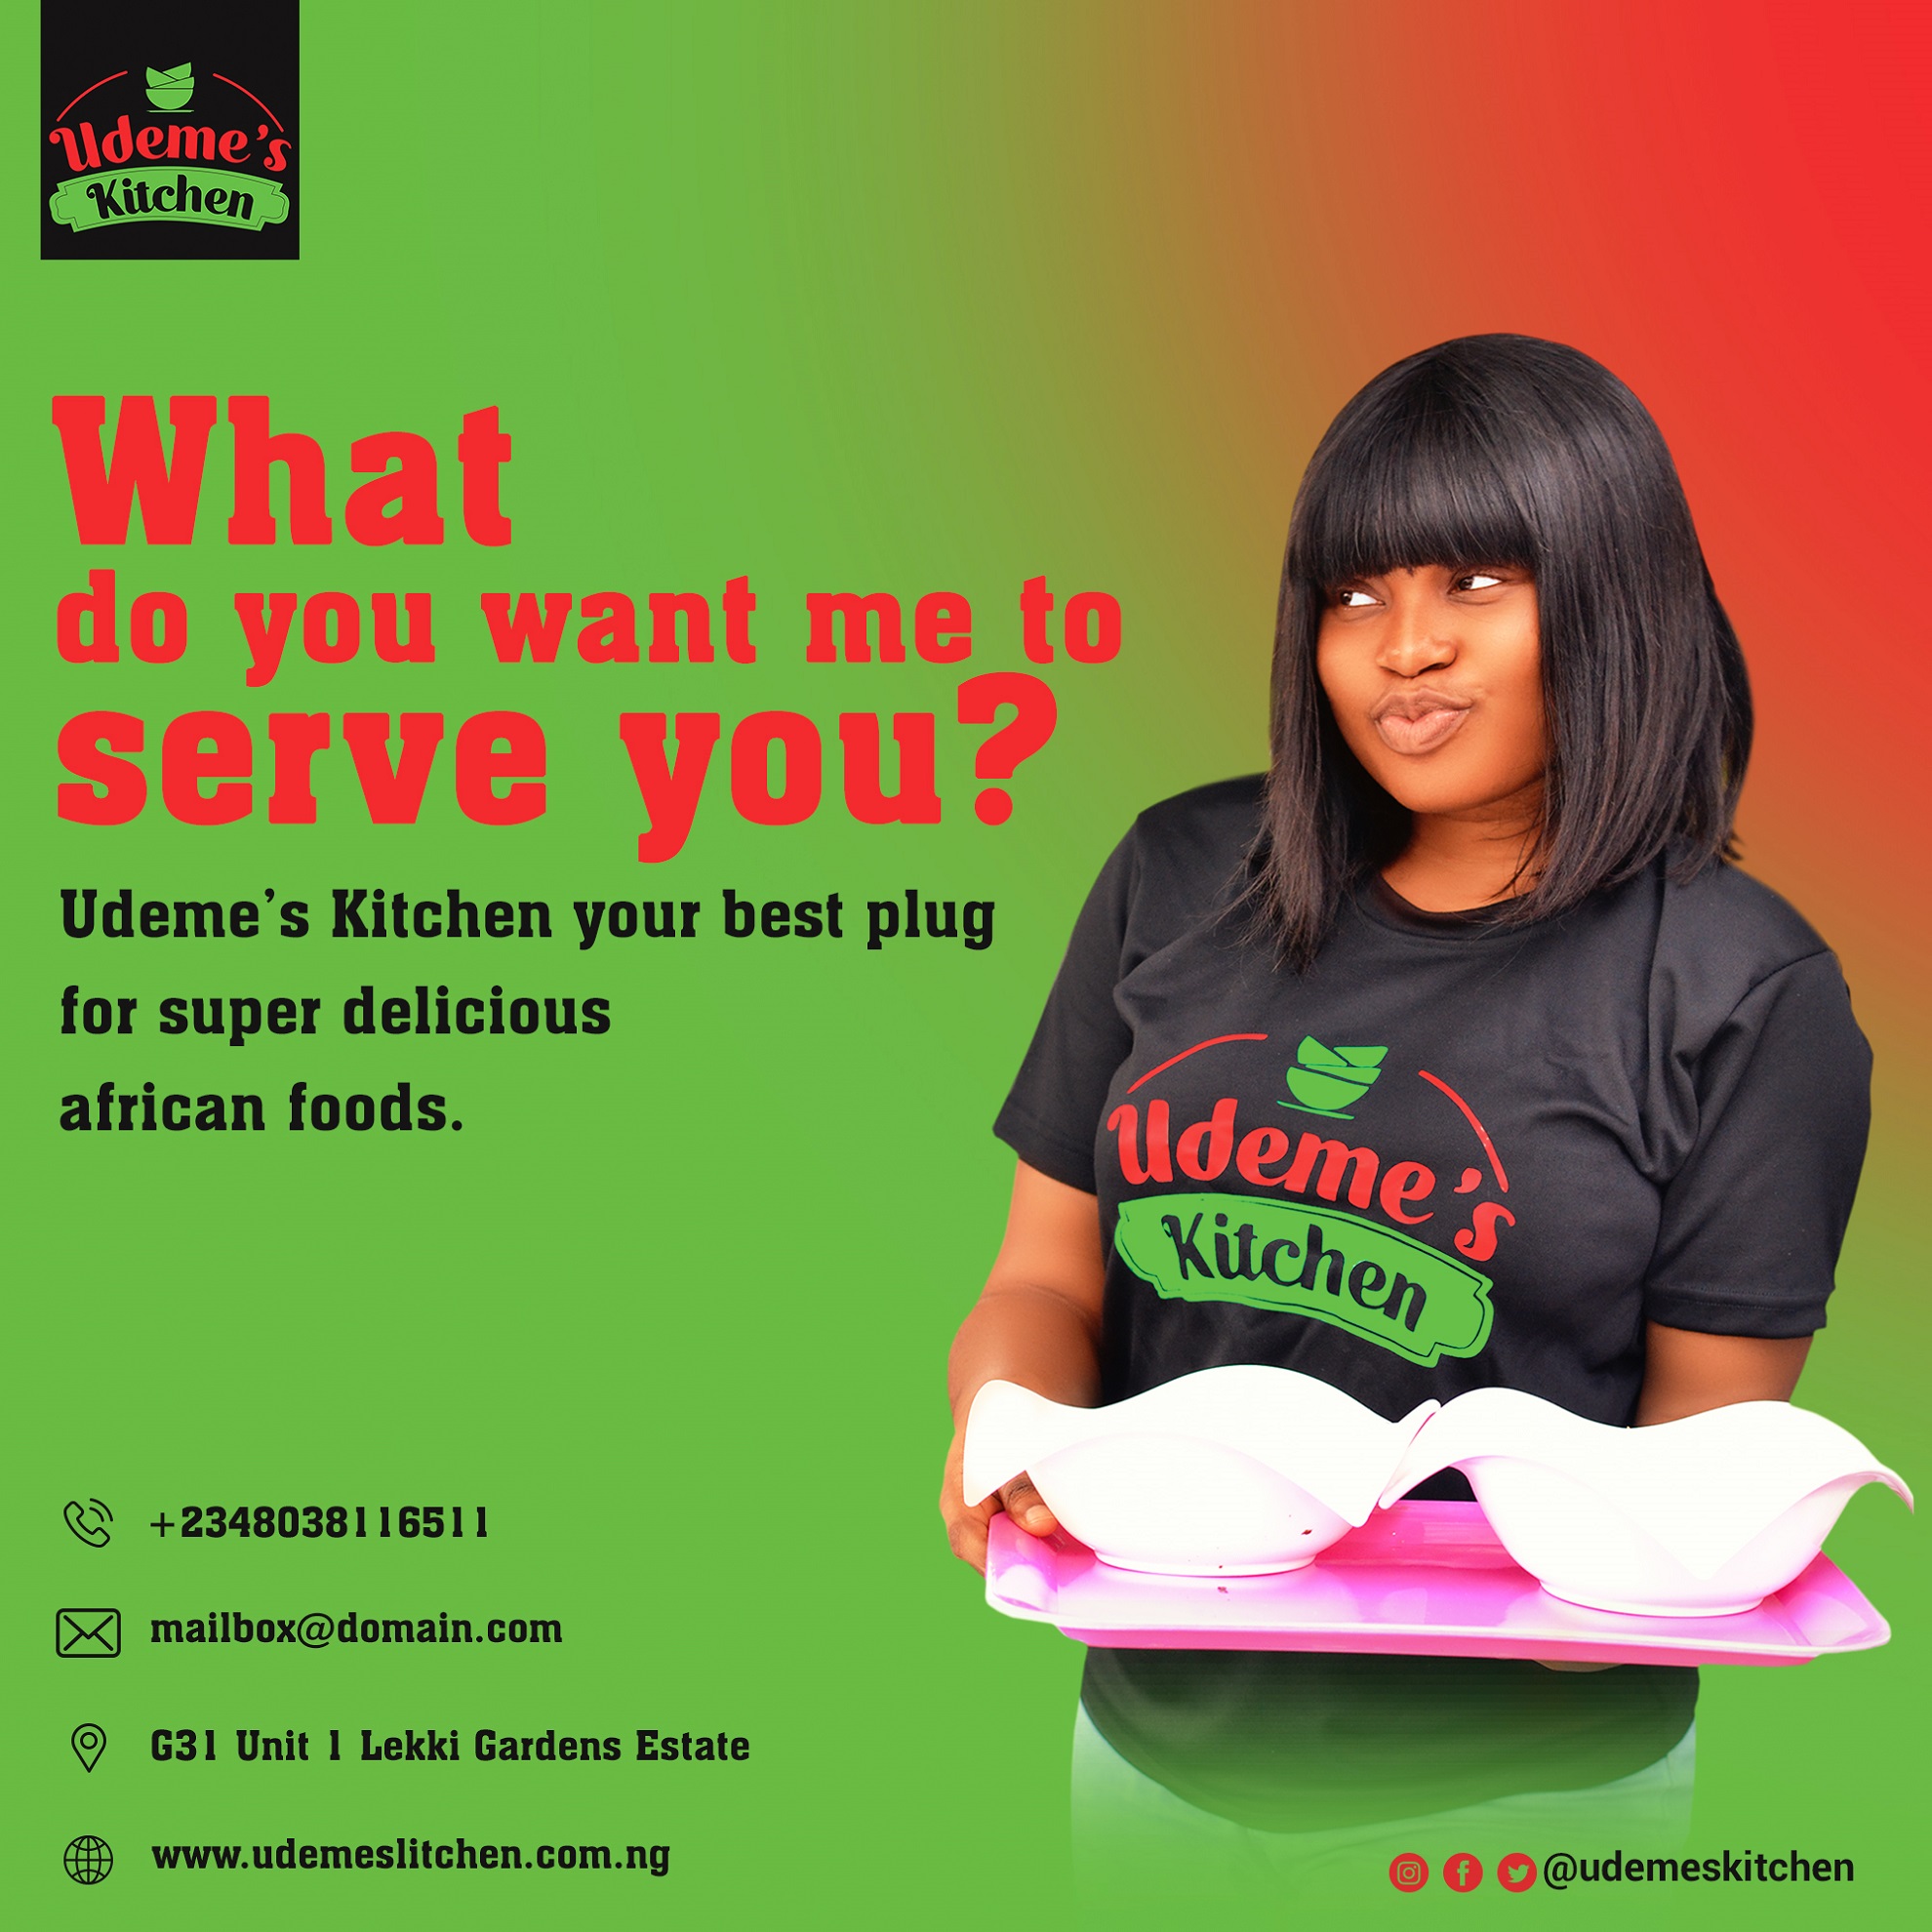 Udeme's
Kitchen
What
do you want me to
serve you?
Udeme's Kitchen your best plug
for super delicious
african foods.
Udeme's
Kitchen
+2348038116511
mailbox@domain.com
G31 Unit 1 Lekki Gardens Estate
www.udemeslitchen.com.ng
@udemeskitchen